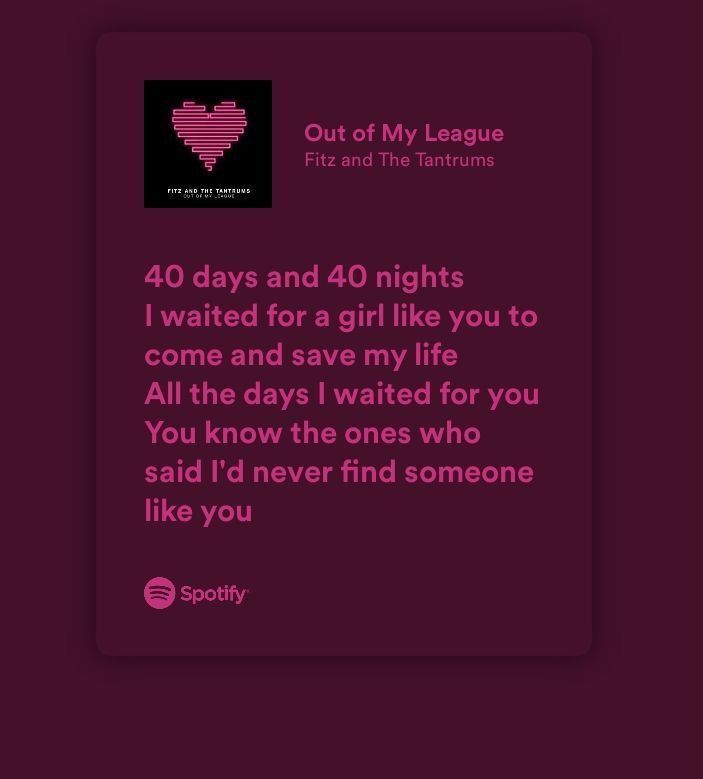 FITZ AND THE TANTRUMS
OUT OF MY LEAGUE
Out of My League
Fitz and The Tantrums
40 days and 40 nights
I waited for a girl like you to
come and save my life
All the days I waited for you
You know the ones who
said I'd never find someone
like you
Spotify